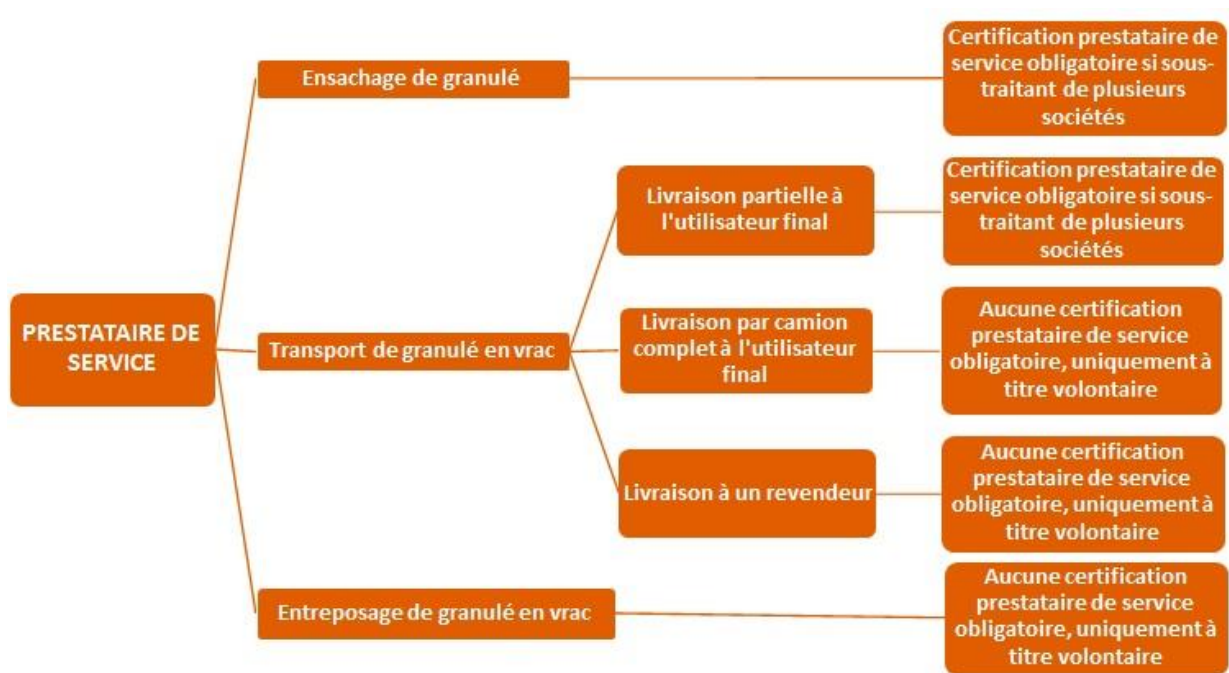 Ensachage de granulé
Certification prestataire de
service obligatoire si sous-
traitant de plusieurs
sociétés
Livraison partielle à
l'utilisateur final
Certification prestataire de
service obligatoire si sous-
traitant de plusieurs
sociétés
PRESTATAIRE DE
SERVICE
Transport de granulé en vrac
Livraison par camion
complet à l'utilisateur
final
Aucune certification
prestataire de service
obligatoire, uniquement à
titre volontaire
Livraison à un revendeur
Aucune certification
prestataire de service
obligatoire, uniquement à
titre volontaire
Entreposage de granulé en vrac
Aucune certification
prestataire de service
obligatoire, uniquement à
titre volontaire